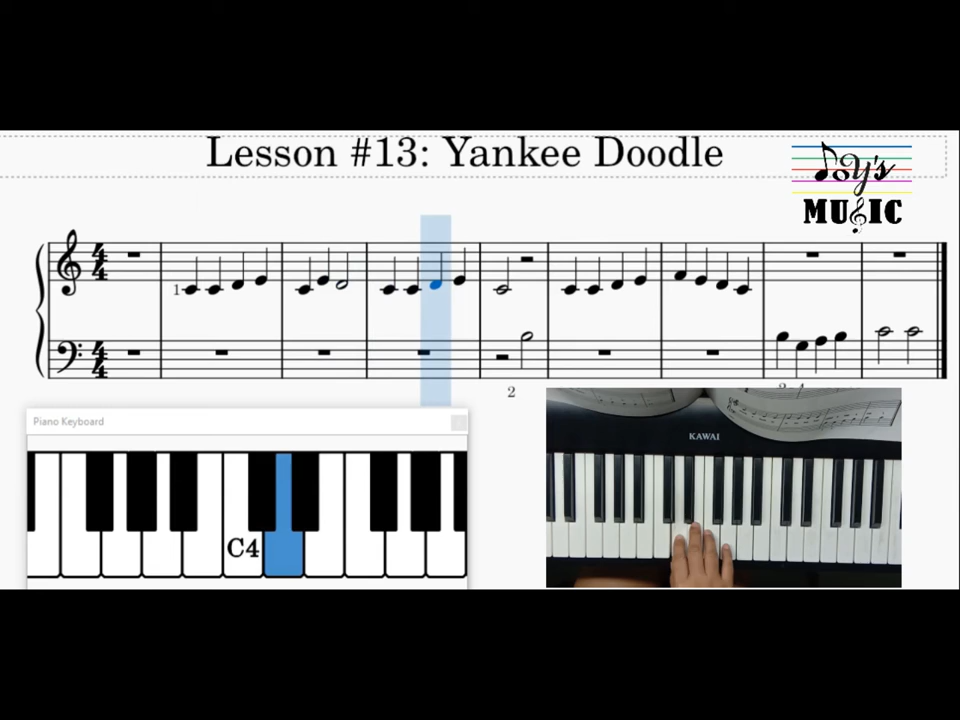 Lesson #13: Yankee Doodle
Joy's
MUSIC
4
4
1
4
4
2
Piano Keyboard
C4
KAWAI